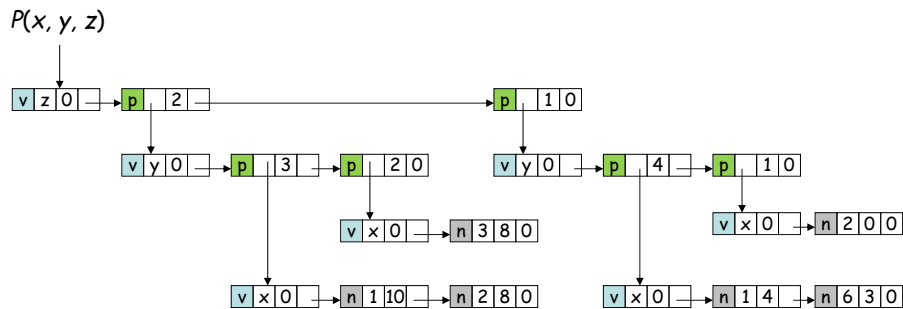 P(x, y, z)
v z 0 p 2 p 1 0
v y 0 p 3 p 2 0 v y 0 p 4 p 1 0
v x 0 n 3 8 0 v x 0 n 2 0 0
v x 0 n 1 10 n 2 8 0 v x 0 n 1 4 n 6 3 0